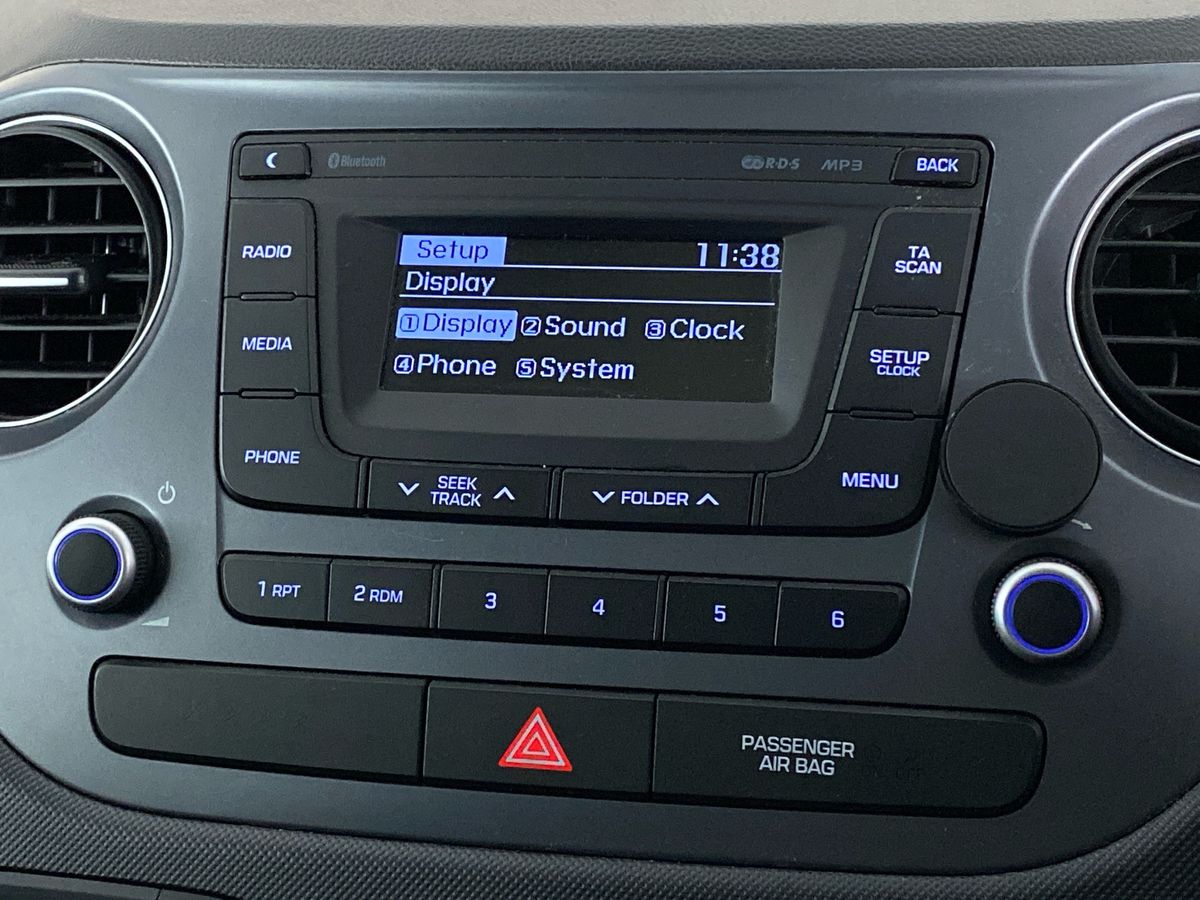 Bluetooth
R·D·S MP3
BACK
RADIO
MEDIA
PHONE
Setup 11:38
Display
①Display ②Sound ③Clock
④Phone ⑤System
TA
SCAN
SETUP
CLOCK
MENU
SEEK
TRACK
FOLDER
1 RPT 2 RDM 3 4 5 6
PASSENGER
AIR BAG